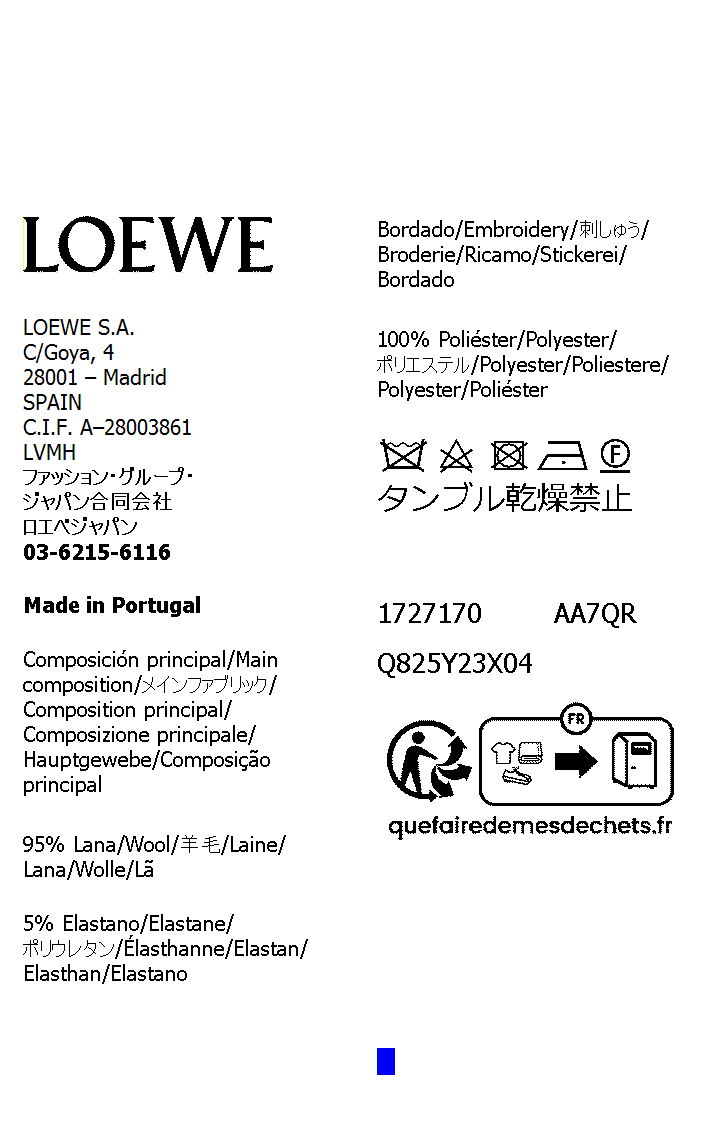 LOEWE
LOEWE S.A.
C/Goya, 4
28001 – Madrid
SPAIN
C.I.F. A–28003861
LVMH
ファッション・グループ・
ジャパン合同会社
ロエベジャパン
03-6215-6116
Made in Portugal
Composición principal/Main
composition/メインファブリック/
Composition principal/
Composizione principale/
Hauptgewebe/Composição
principal
95% Lana/Wool/羊毛/Laine/
Lana/Wolle/Lã
5% Elastano/Elastane/
ポリウレタン/Élasthanne/Elastan/
Elasthan/Elastano
Bordado/Embroidery/刺しゅう/
Broderie/Ricamo/Stickerei/
Bordado
100% Poliéster/Polyester/
ポリエステル/Polyester/Poliestere/
Polyester/Poliéster
F
タンブル乾燥禁止
1727170 AA7QR
Q825Y23X04
FR
quefairedemesdechets.fr